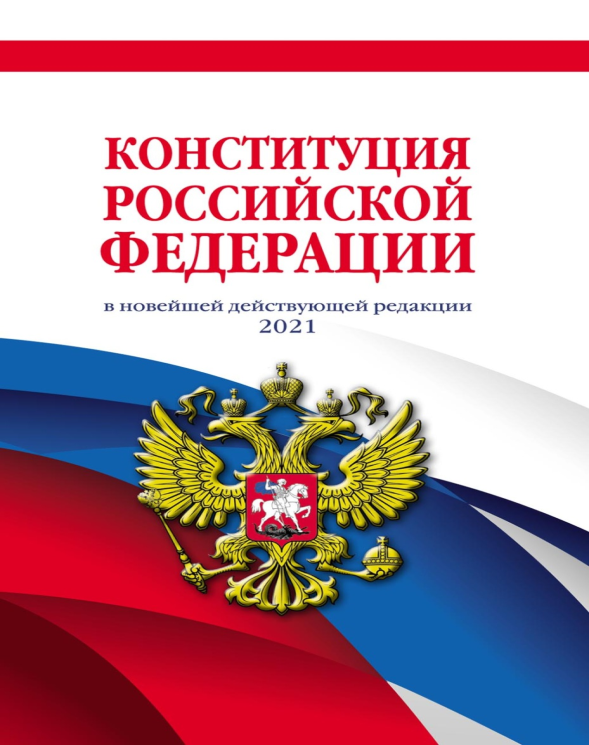 КОНСТИТУЦИЯ
РОССИЙСКОЙ
ФЕДЕРАЦИИ
в новейшей действующей редакции
2021